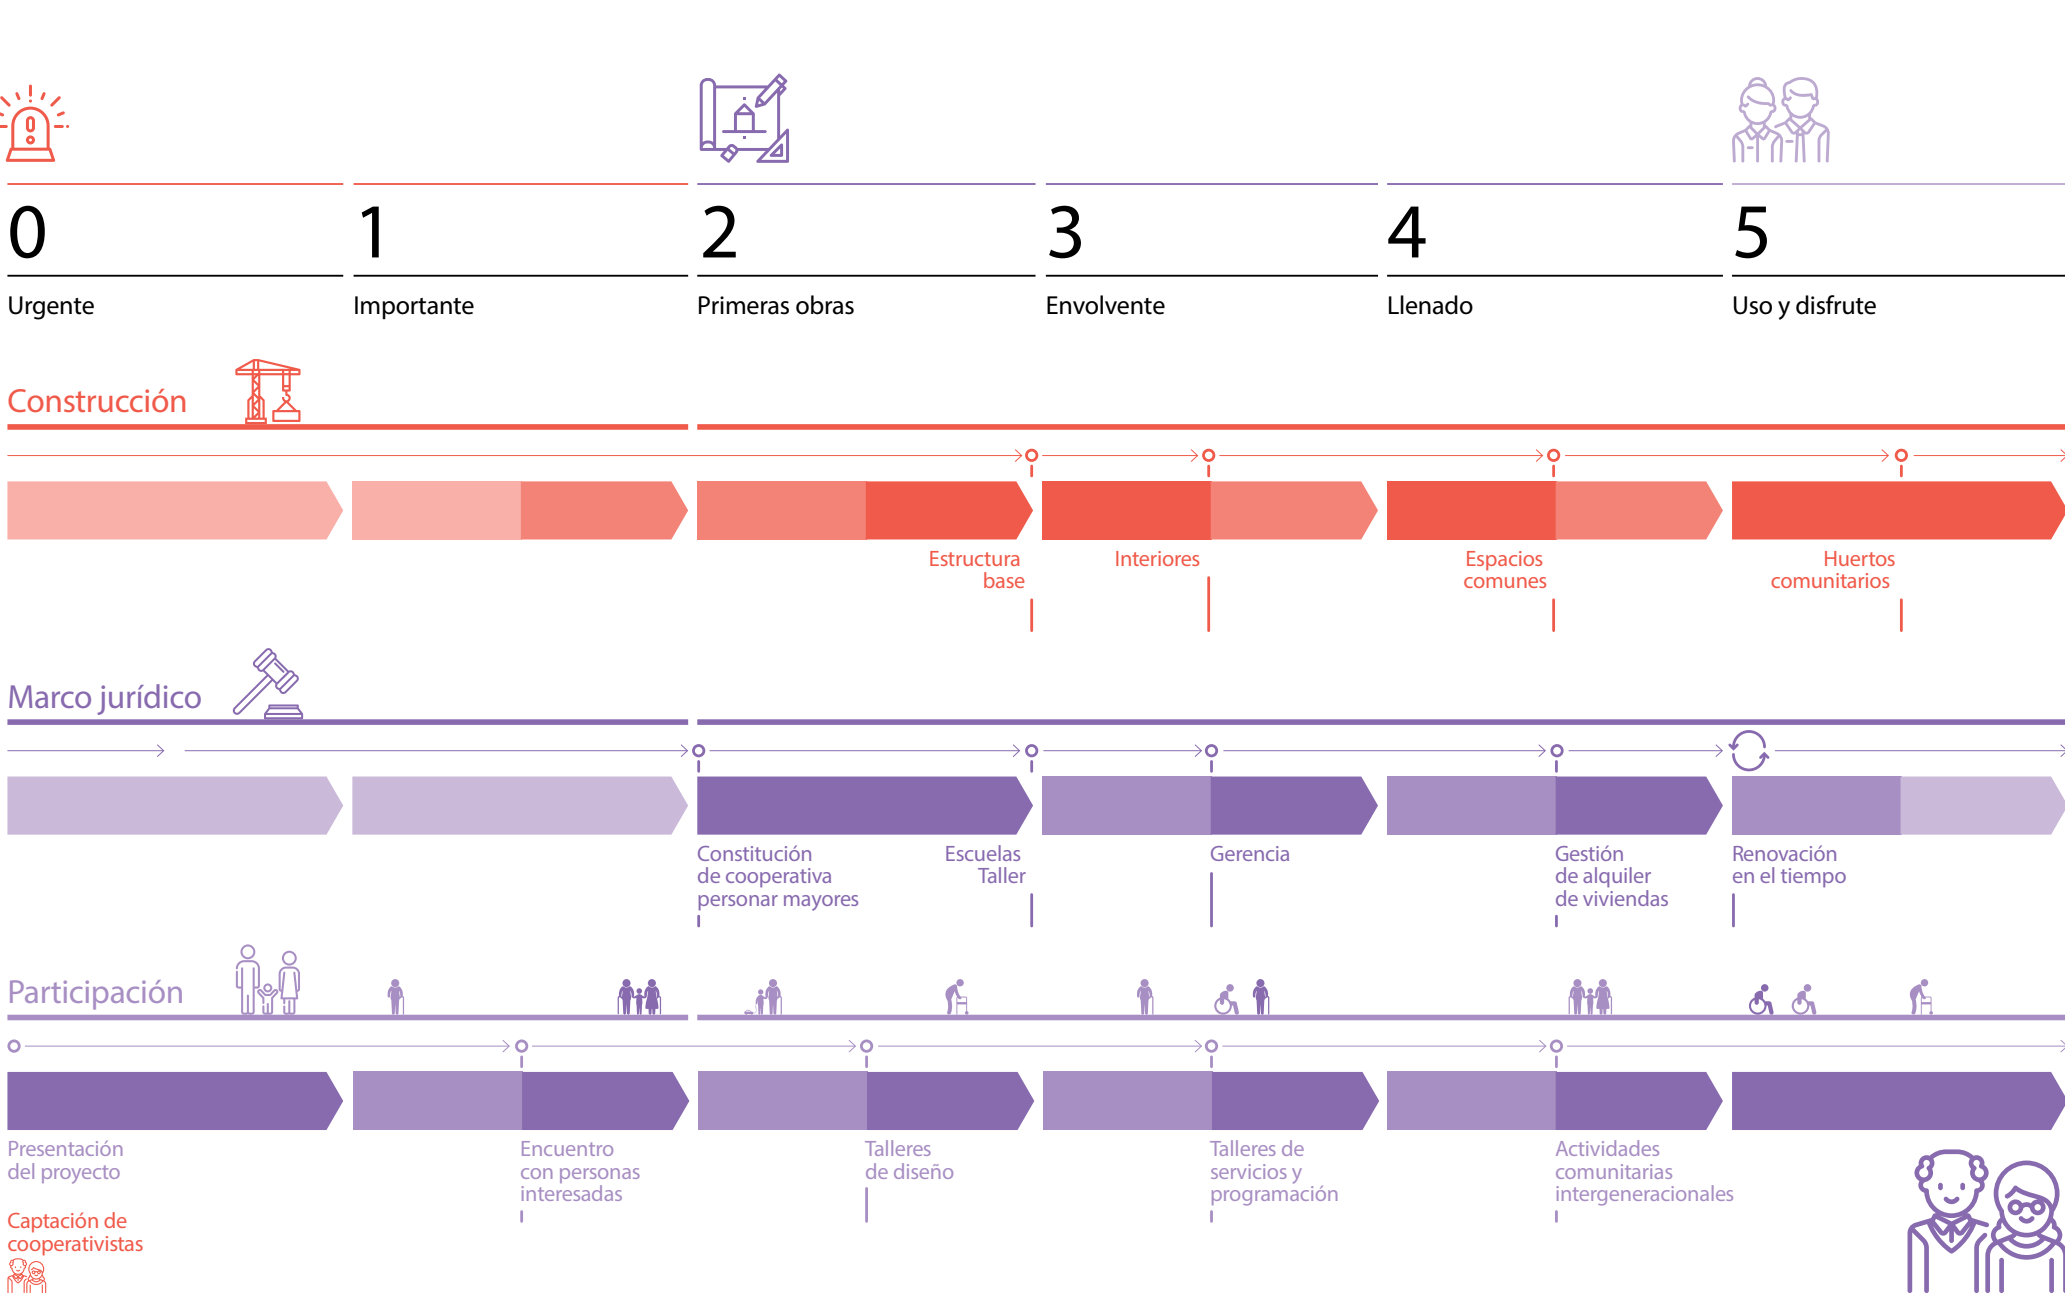 0
1
2
3
4
5
Urgente
Importante
Primeras obras
Envolvente
Llenado
Uso y disfrute
Construcción
Estructura
base
Interiores
Espacios
comunes
Huertos
comunitarios
Marco jurídico
Constitución
de cooperativa
personar mayores
Escuelas
Taller
Gerencia
Gestión
de alquiler
de viviendas
Renovación
en el tiempo
Participación
Presentación
del proyecto
Encuentro
con personas
interesadas
Talleres
de diseño
Talleres de
servicios y
programación
Actividades
comunitarias
intergeneracionales
Captación de
cooperativistas